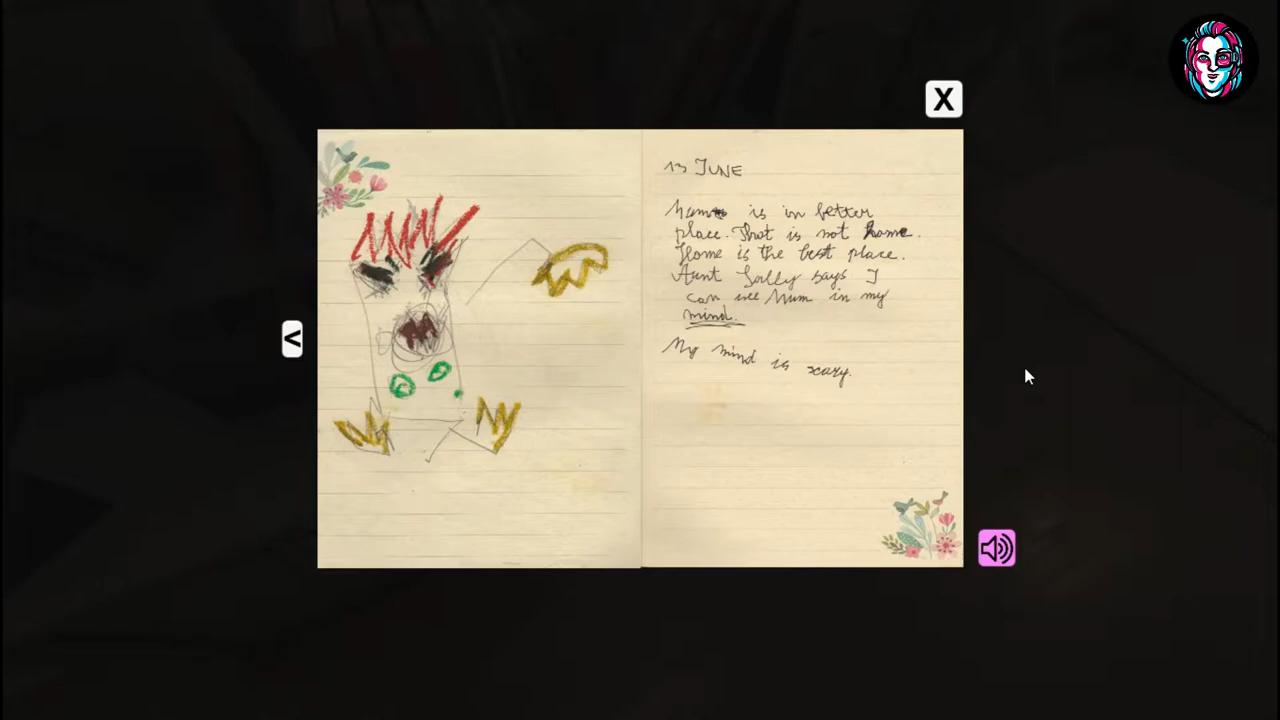 X
<
13 JUNE
Mum is in better
place. That is not home.
Home is the best place.
Aunt Sally says I
can see Mum in my
mind.
My mind is scary.